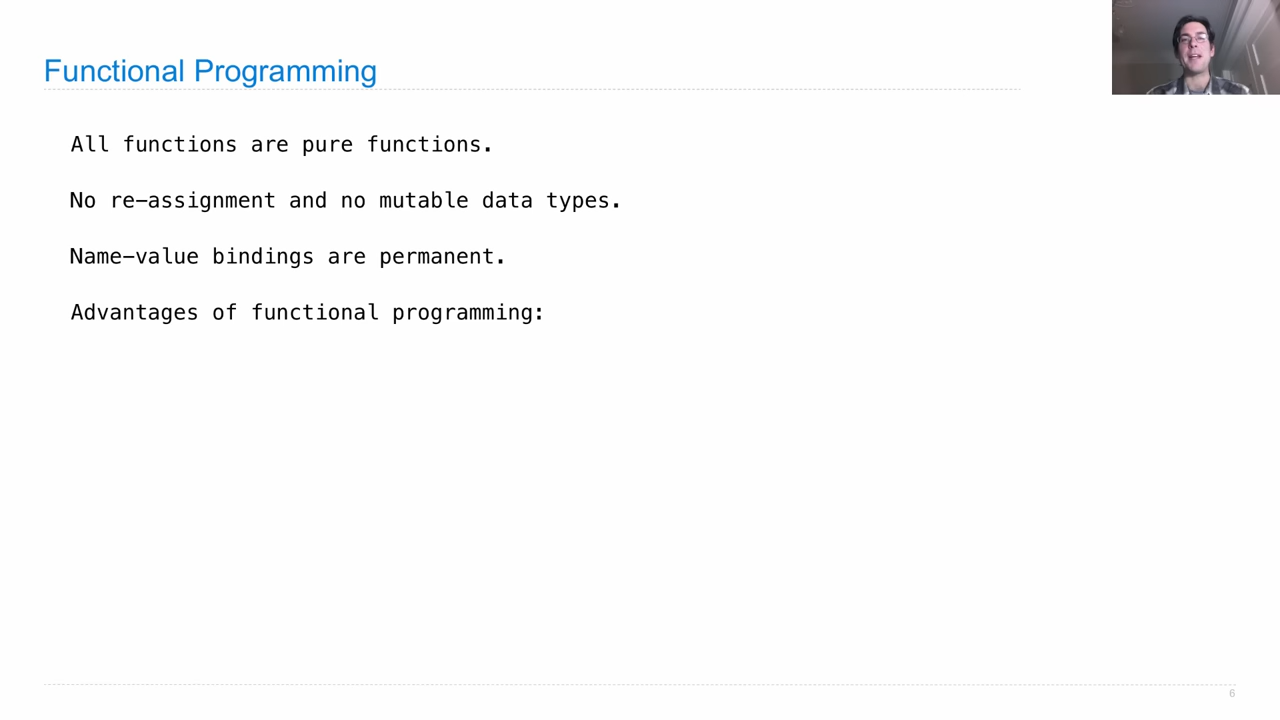 Functional Programming
All functions are pure functions.
No re-assignment and no mutable data types.
Name-value bindings are permanent.
Advantages of functional programming:
6